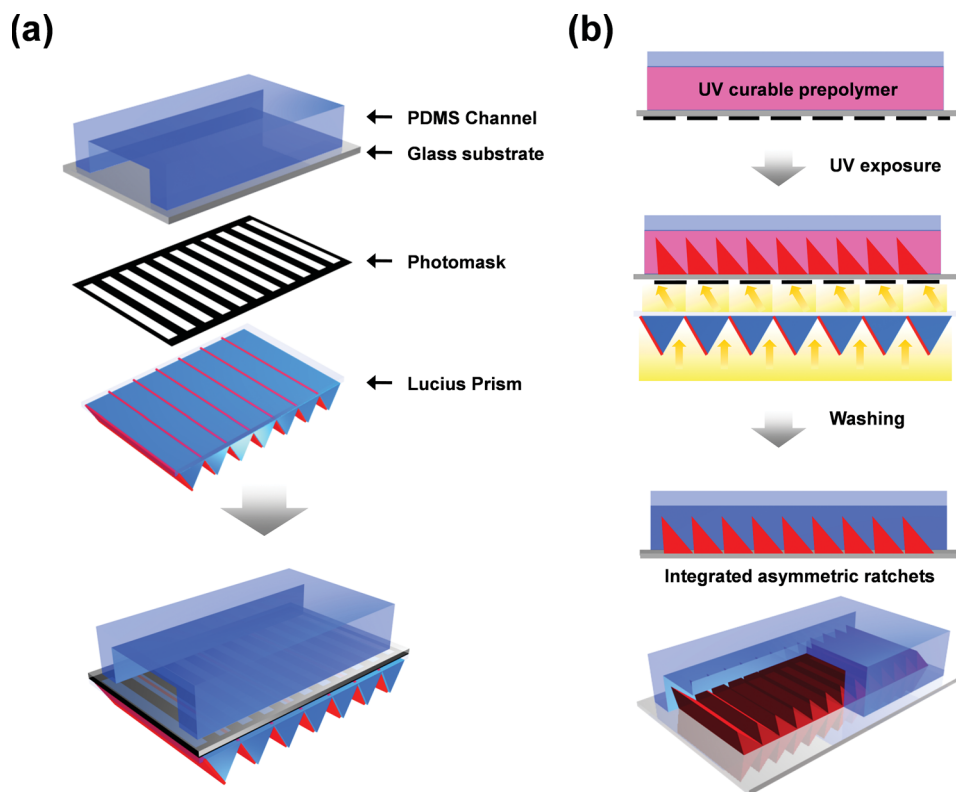 (a)
PDMS Channel
Glass substrate
Photomask
Lucius Prism
(b)
UV curable prepolymer
UV exposure
Washing
Integrated asymmetric ratchets